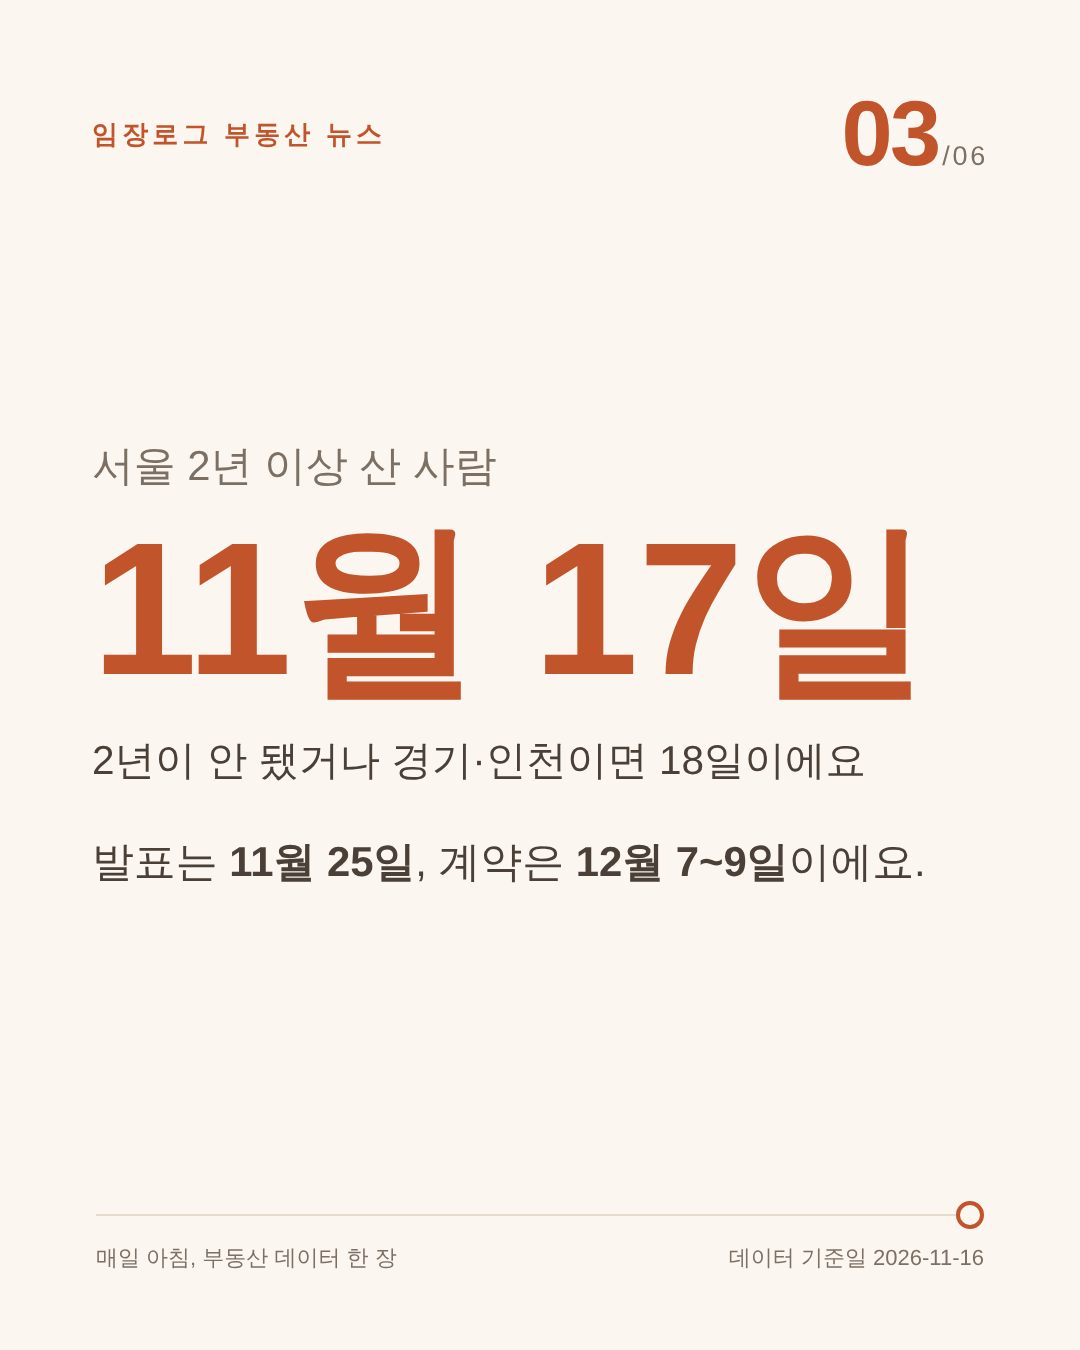 임장로그 부동산 뉴스
03/06
서울 2년 이상 산 사람
11월 17일
2년이 안 됐거나 경기·인천이면 18일이에요
발표는 11월 25일, 계약은 12월 7~9일이에요.
매일 아침, 부동산 데이터 한 장
데이터 기준일 2026-11-16